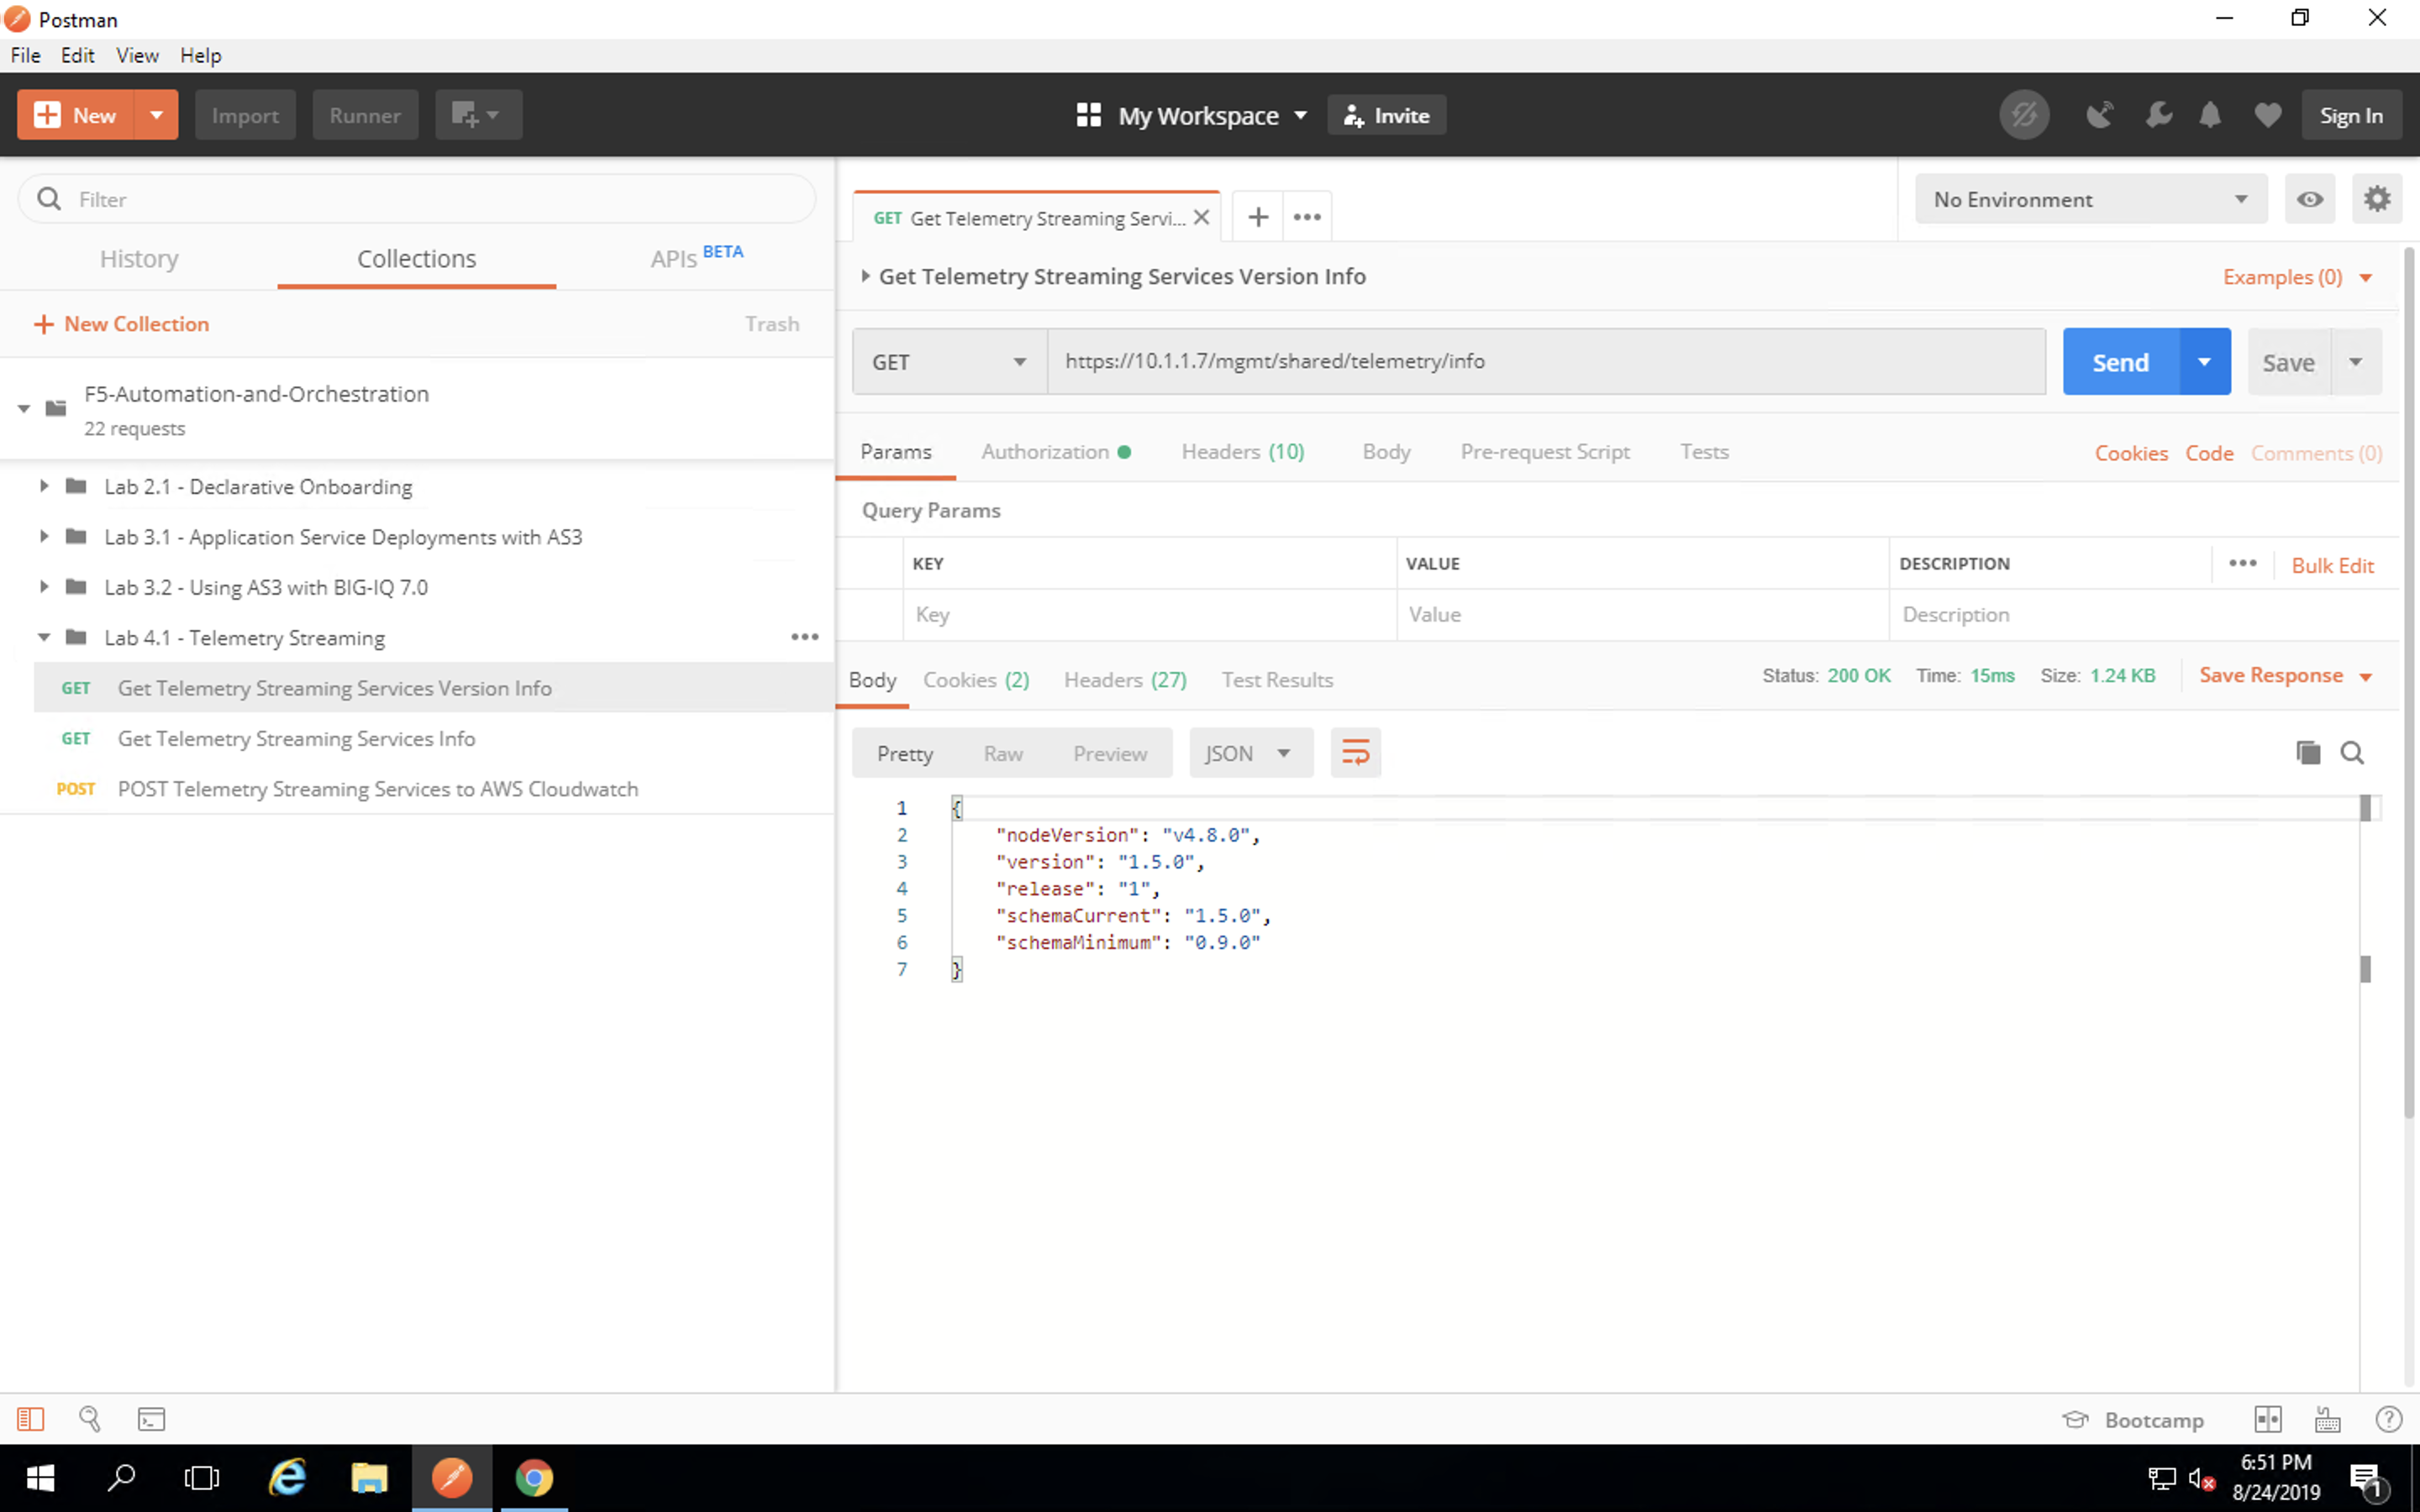 Postman
File Edit View Help
New Import Runner My Workspace Invite Sign In
Filter
History Collections APIs BETA
New Collection Trash
F5-Automation-and-Orchestration
22 requests
Lab 2.1 - Declarative Onboarding
Lab 3.1 - Application Service Deployments with AS3
Lab 3.2 - Using AS3 with BIG-IQ 7.0
Lab 4.1 - Telemetry Streaming
GET Get Telemetry Streaming Services Version Info
GET Get Telemetry Streaming Services Info
POST POST Telemetry Streaming Services to AWS Cloudwatch
GET Get Telemetry Streaming Servi... No Environment
Get Telemetry Streaming Services Version Info Examples (0)
GET https://10.1.1.7/mgmt/shared/telemetry/info Send Save
Params Authorization Headers (10) Body Pre-request Script Tests Cookies Code Comments (0)
Query Params
KEY VALUE DESCRIPTION Bulk Edit
Key Value Description
Body Cookies (2) Headers (27) Test Results Status: 200 OK Time: 15ms Size: 1.24 KB Save Response
Pretty Raw Preview JSON
1 {
2 "nodeVersion": "v4.8.0",
3 "version": "1.5.0",
4 "release": "1",
5 "schemaCurrent": "1.5.0",
6 "schemaMinimum": "0.9.0"
7 }
Bootcamp
6:51 PM
8/24/2019
1